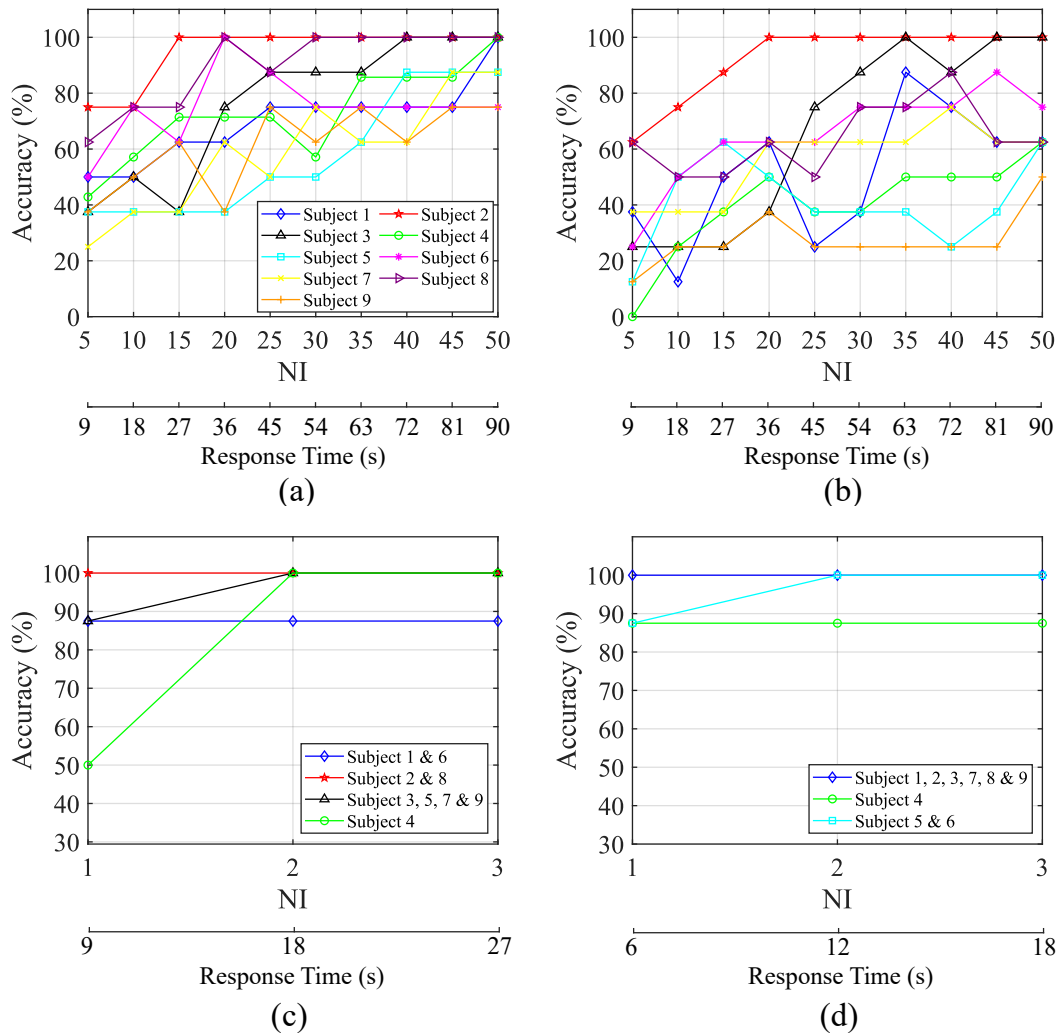 100
80
60
40
20
0
Accuracy (%)
Subject 1 Subject 2
Subject 3 Subject 4
Subject 5 Subject 6
Subject 7 Subject 8
Subject 9
5 10 15 20 25 30 35 40 45 50
NI
9 18 27 36 45 54 63 72 81 90
Response Time (s)
(a)
100
80
60
40
20
0
Accuracy (%)
5 10 15 20 25 30 35 40 45 50
NI
9 18 27 36 45 54 63 72 81 90
Response Time (s)
(b)
100
90
80
70
60
50
40
30
Accuracy (%)
Subject 1 & 6
Subject 2 & 8
Subject 3, 5, 7 & 9
Subject 4
1 2 3
NI
9 18 27
Response Time (s)
(c)
100
90
80
70
60
50
40
30
Accuracy (%)
Subject 1, 2, 3, 7, 8 & 9
Subject 4
Subject 5 & 6
1 2 3
NI
6 12 18
Response Time (s)
(d)